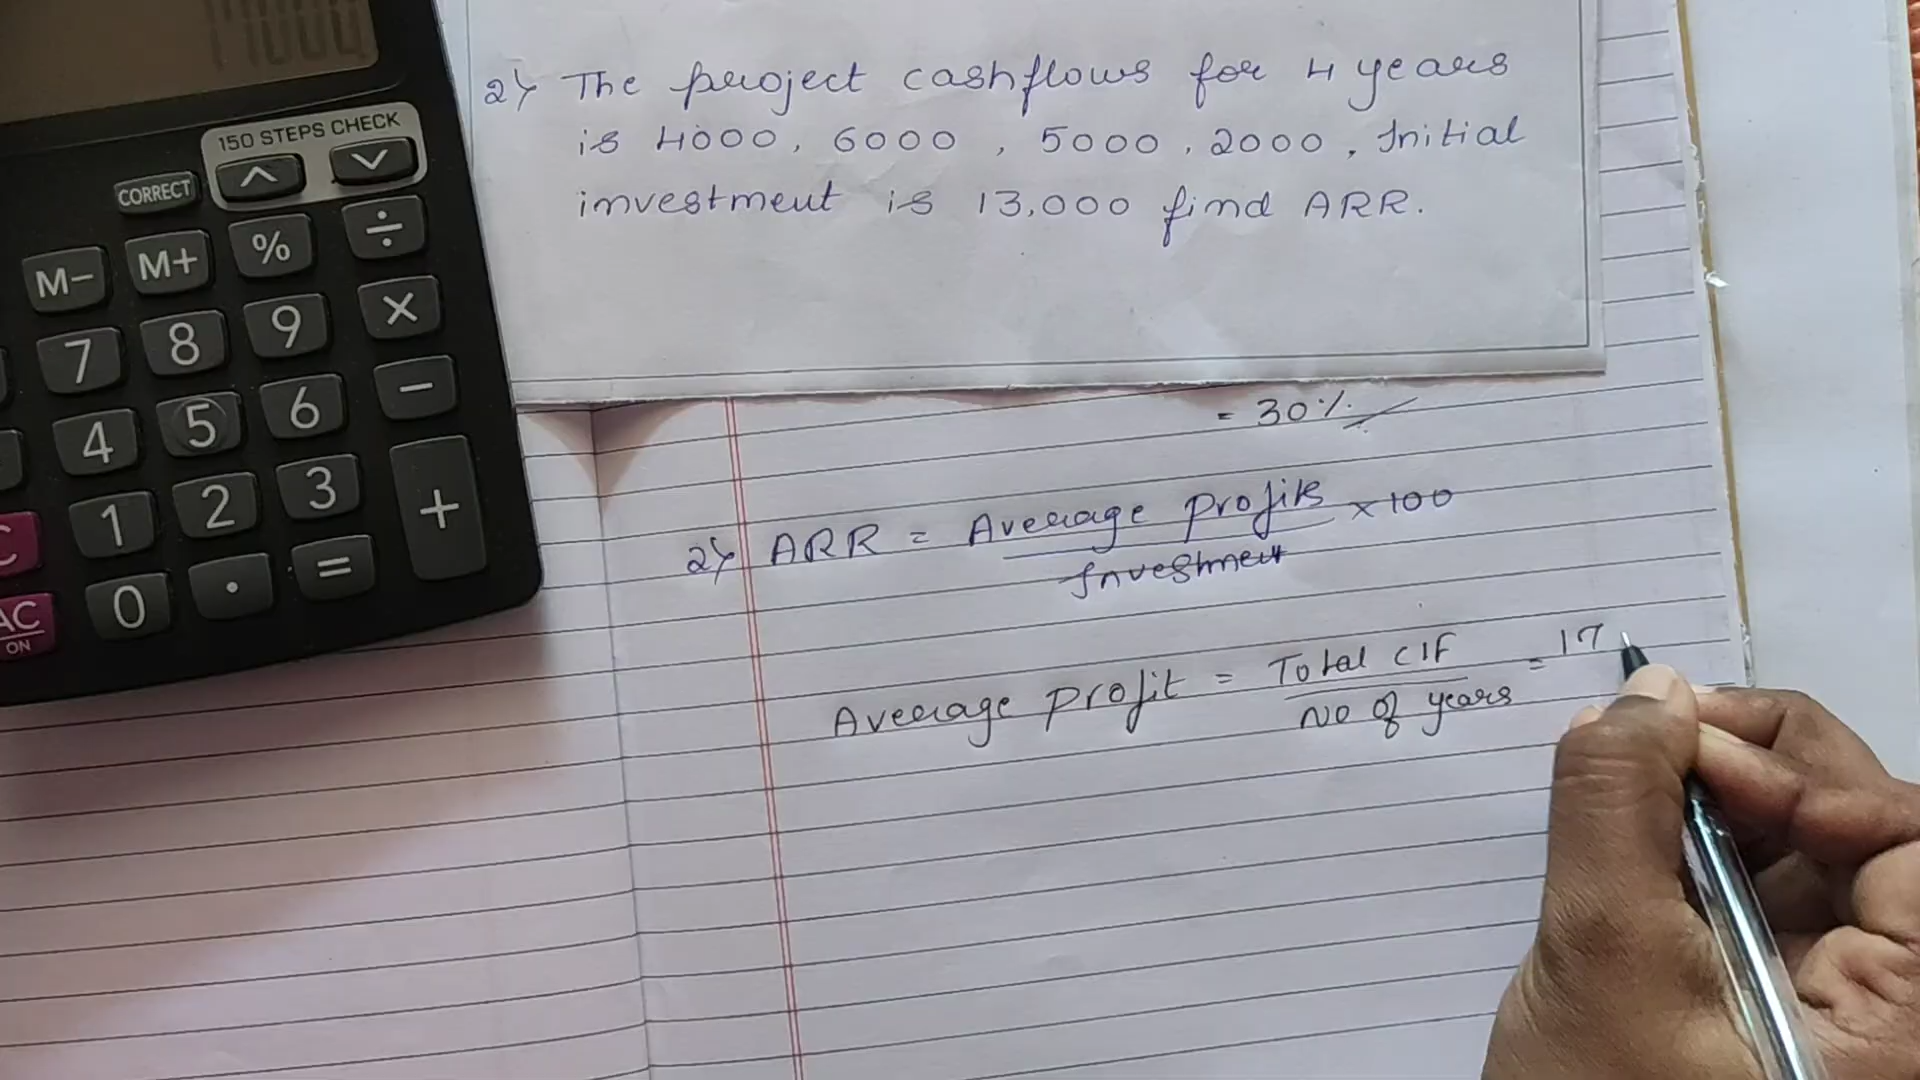 17000
150 STEPS CHECK
CORRECT
M- M+ % ÷
7 8 9 ×
4 5 6 -
1 2 3 +
C
0 . =
AC
ON
2) The project cashflows for 4 years
is 4000, 6000, 5000, 2000. Initial
investment is 13,000 find ARR.
= 30%
2) ARR = Average Profits × 100
Investment
Average Profit = Total CIF = 17
No of years